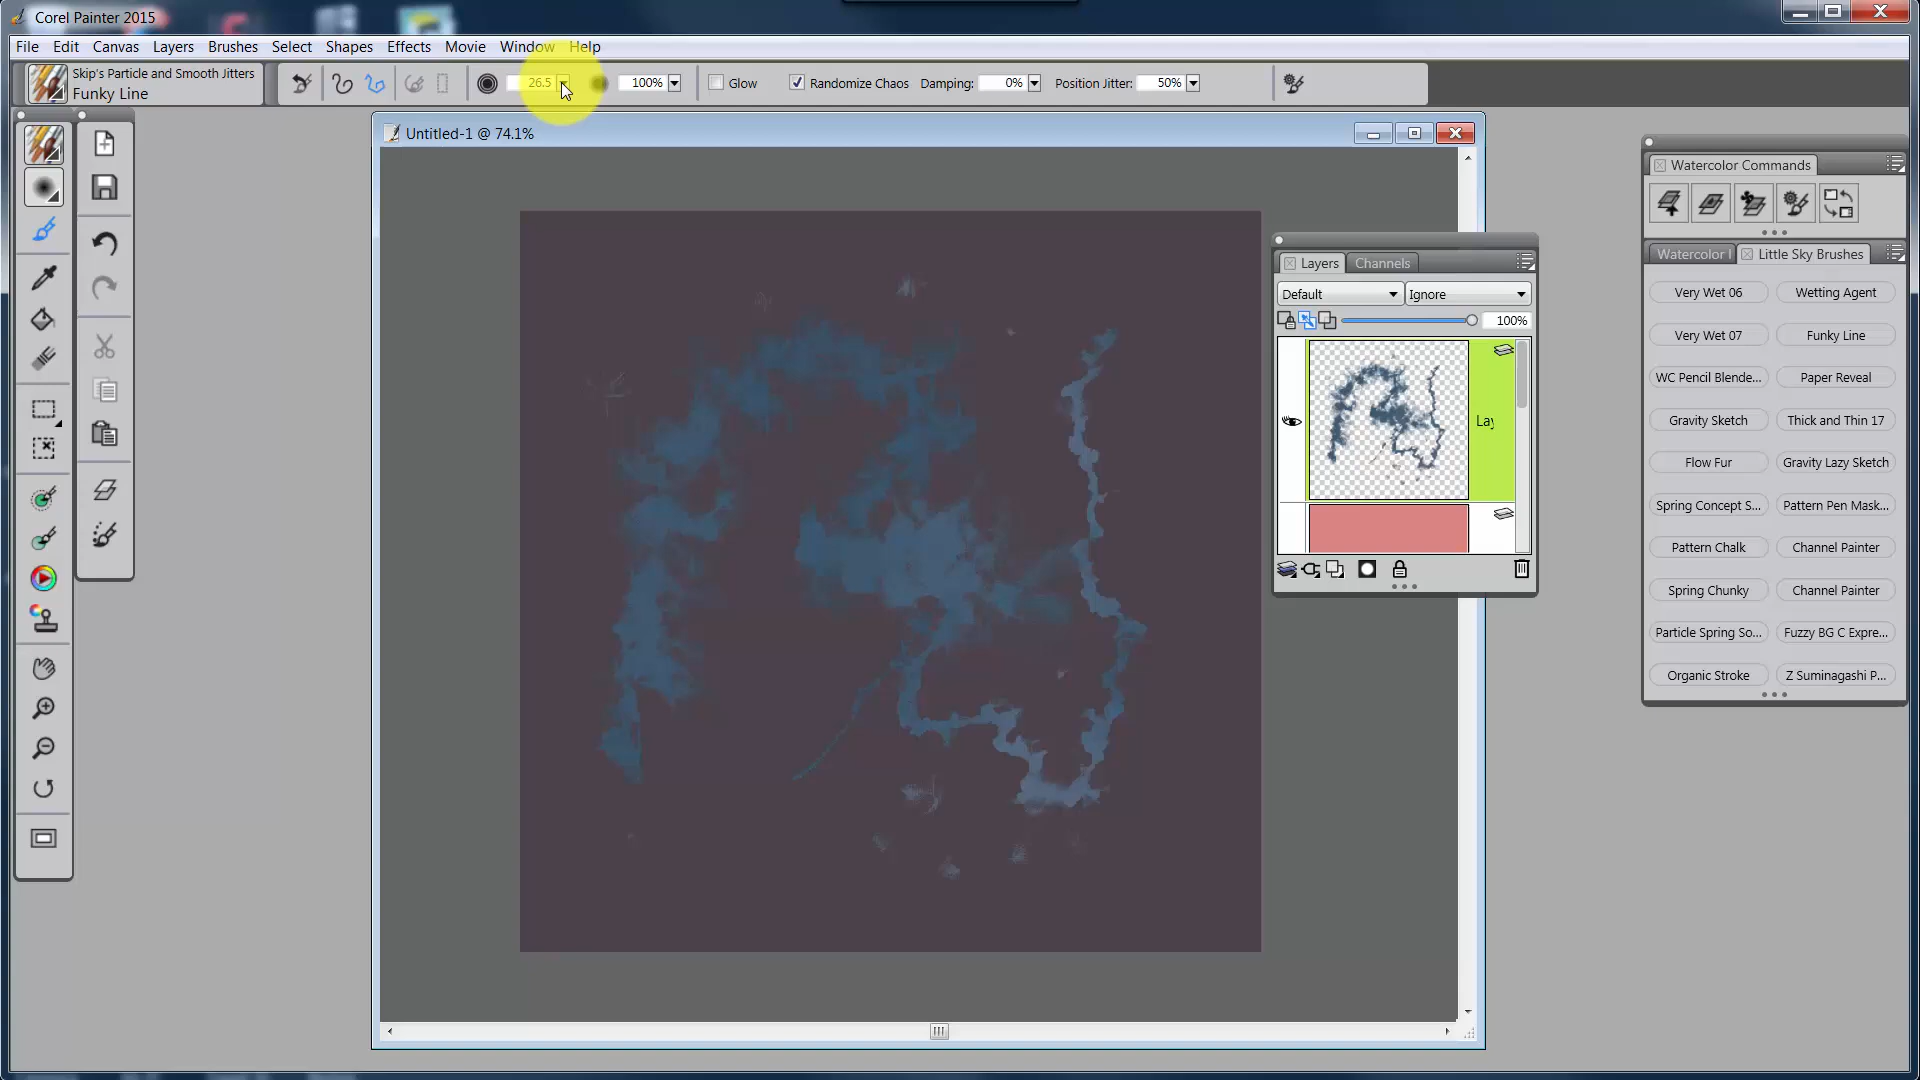 Corel Painter 2015
File Edit Canvas Layers Brushes Select Shapes Effects Movie Window Help
Skip's Particle and Smooth Jitters
Funky Line
26.5 100% Glow Randomize Chaos Damping: 0% Position Jitter: 50%
Untitled-1 @ 74.1%
Layers Channels
Default Ignore
100%
Lay
Watercolor Commands
Watercolor I Little Sky Brushes
Very Wet 06 Wetting Agent
Very Wet 07 Funky Line
WC Pencil Blende... Paper Reveal
Gravity Sketch Thick and Thin 17
Flow Fur Gravity Lazy Sketch
Spring Concept S... Pattern Pen Mask...
Pattern Chalk Channel Painter
Spring Chunky Channel Painter
Particle Spring So... Fuzzy BG C Expre...
Organic Stroke Z Suminagashi P...